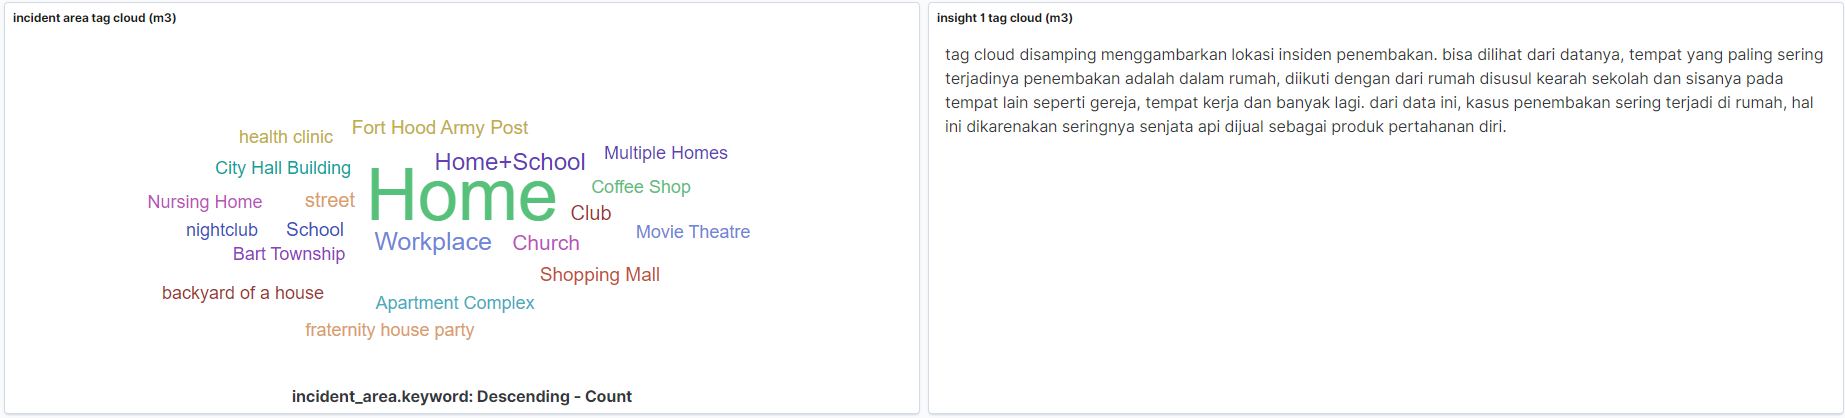 incident area tag cloud (m3)
Fort Hood Army Post
health clinic
Home+School
Multiple Homes
City Hall Building
Home
Coffee Shop
Nursing Home
street
Club
nightclub
School
Workplace
Church
Movie Theatre
Bart Township
Shopping Mall
backyard of a house
Apartment Complex
fraternity house party
incident_area.keyword: Descending - Count
insight 1 tag cloud (m3)
tag cloud disamping menggambarkan lokasi insiden penembakan. bisa dilihat dari datanya, tempat yang paling sering
terjadinya penembakan adalah dalam rumah, diikuti dengan dari rumah disusul kearah sekolah dan sisanya pada
tempat lain seperti gereja, tempat kerja dan banyak lagi. dari data ini, kasus penembakan sering terjadi di rumah, hal
ini dikarenakan seringnya senjata api dijual sebagai produk pertahanan diri.